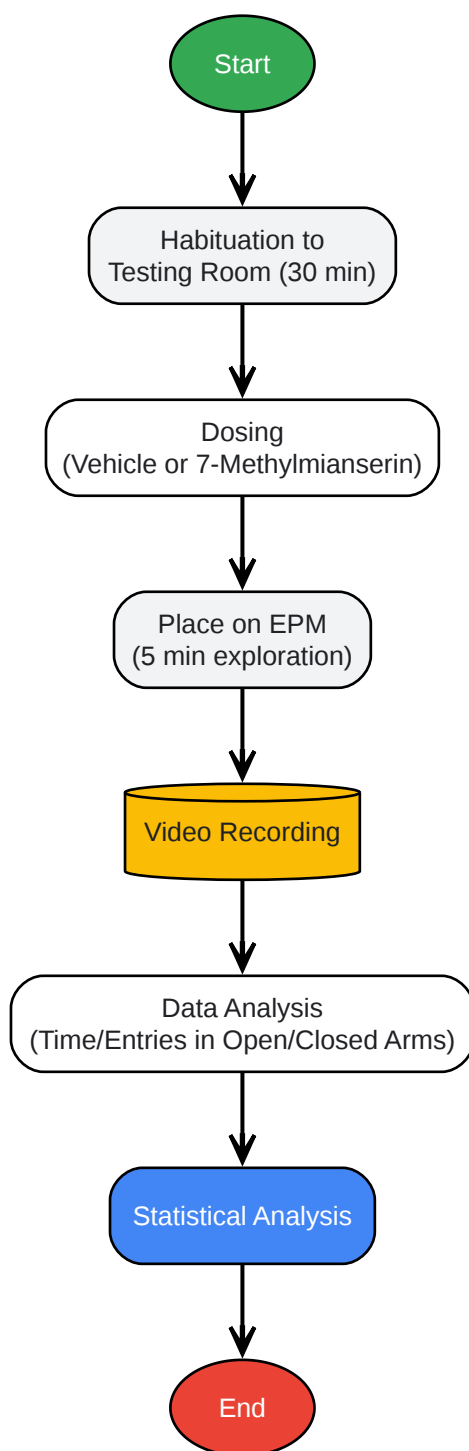 Start
Habituation to
Testing Room (30 min)
Dosing
(Vehicle or 7-Methylmianserin)
Place on EPM
(5 min exploration)
Video Recording
Data Analysis
(Time/Entries in Open/Closed Arms)
Statistical Analysis
End